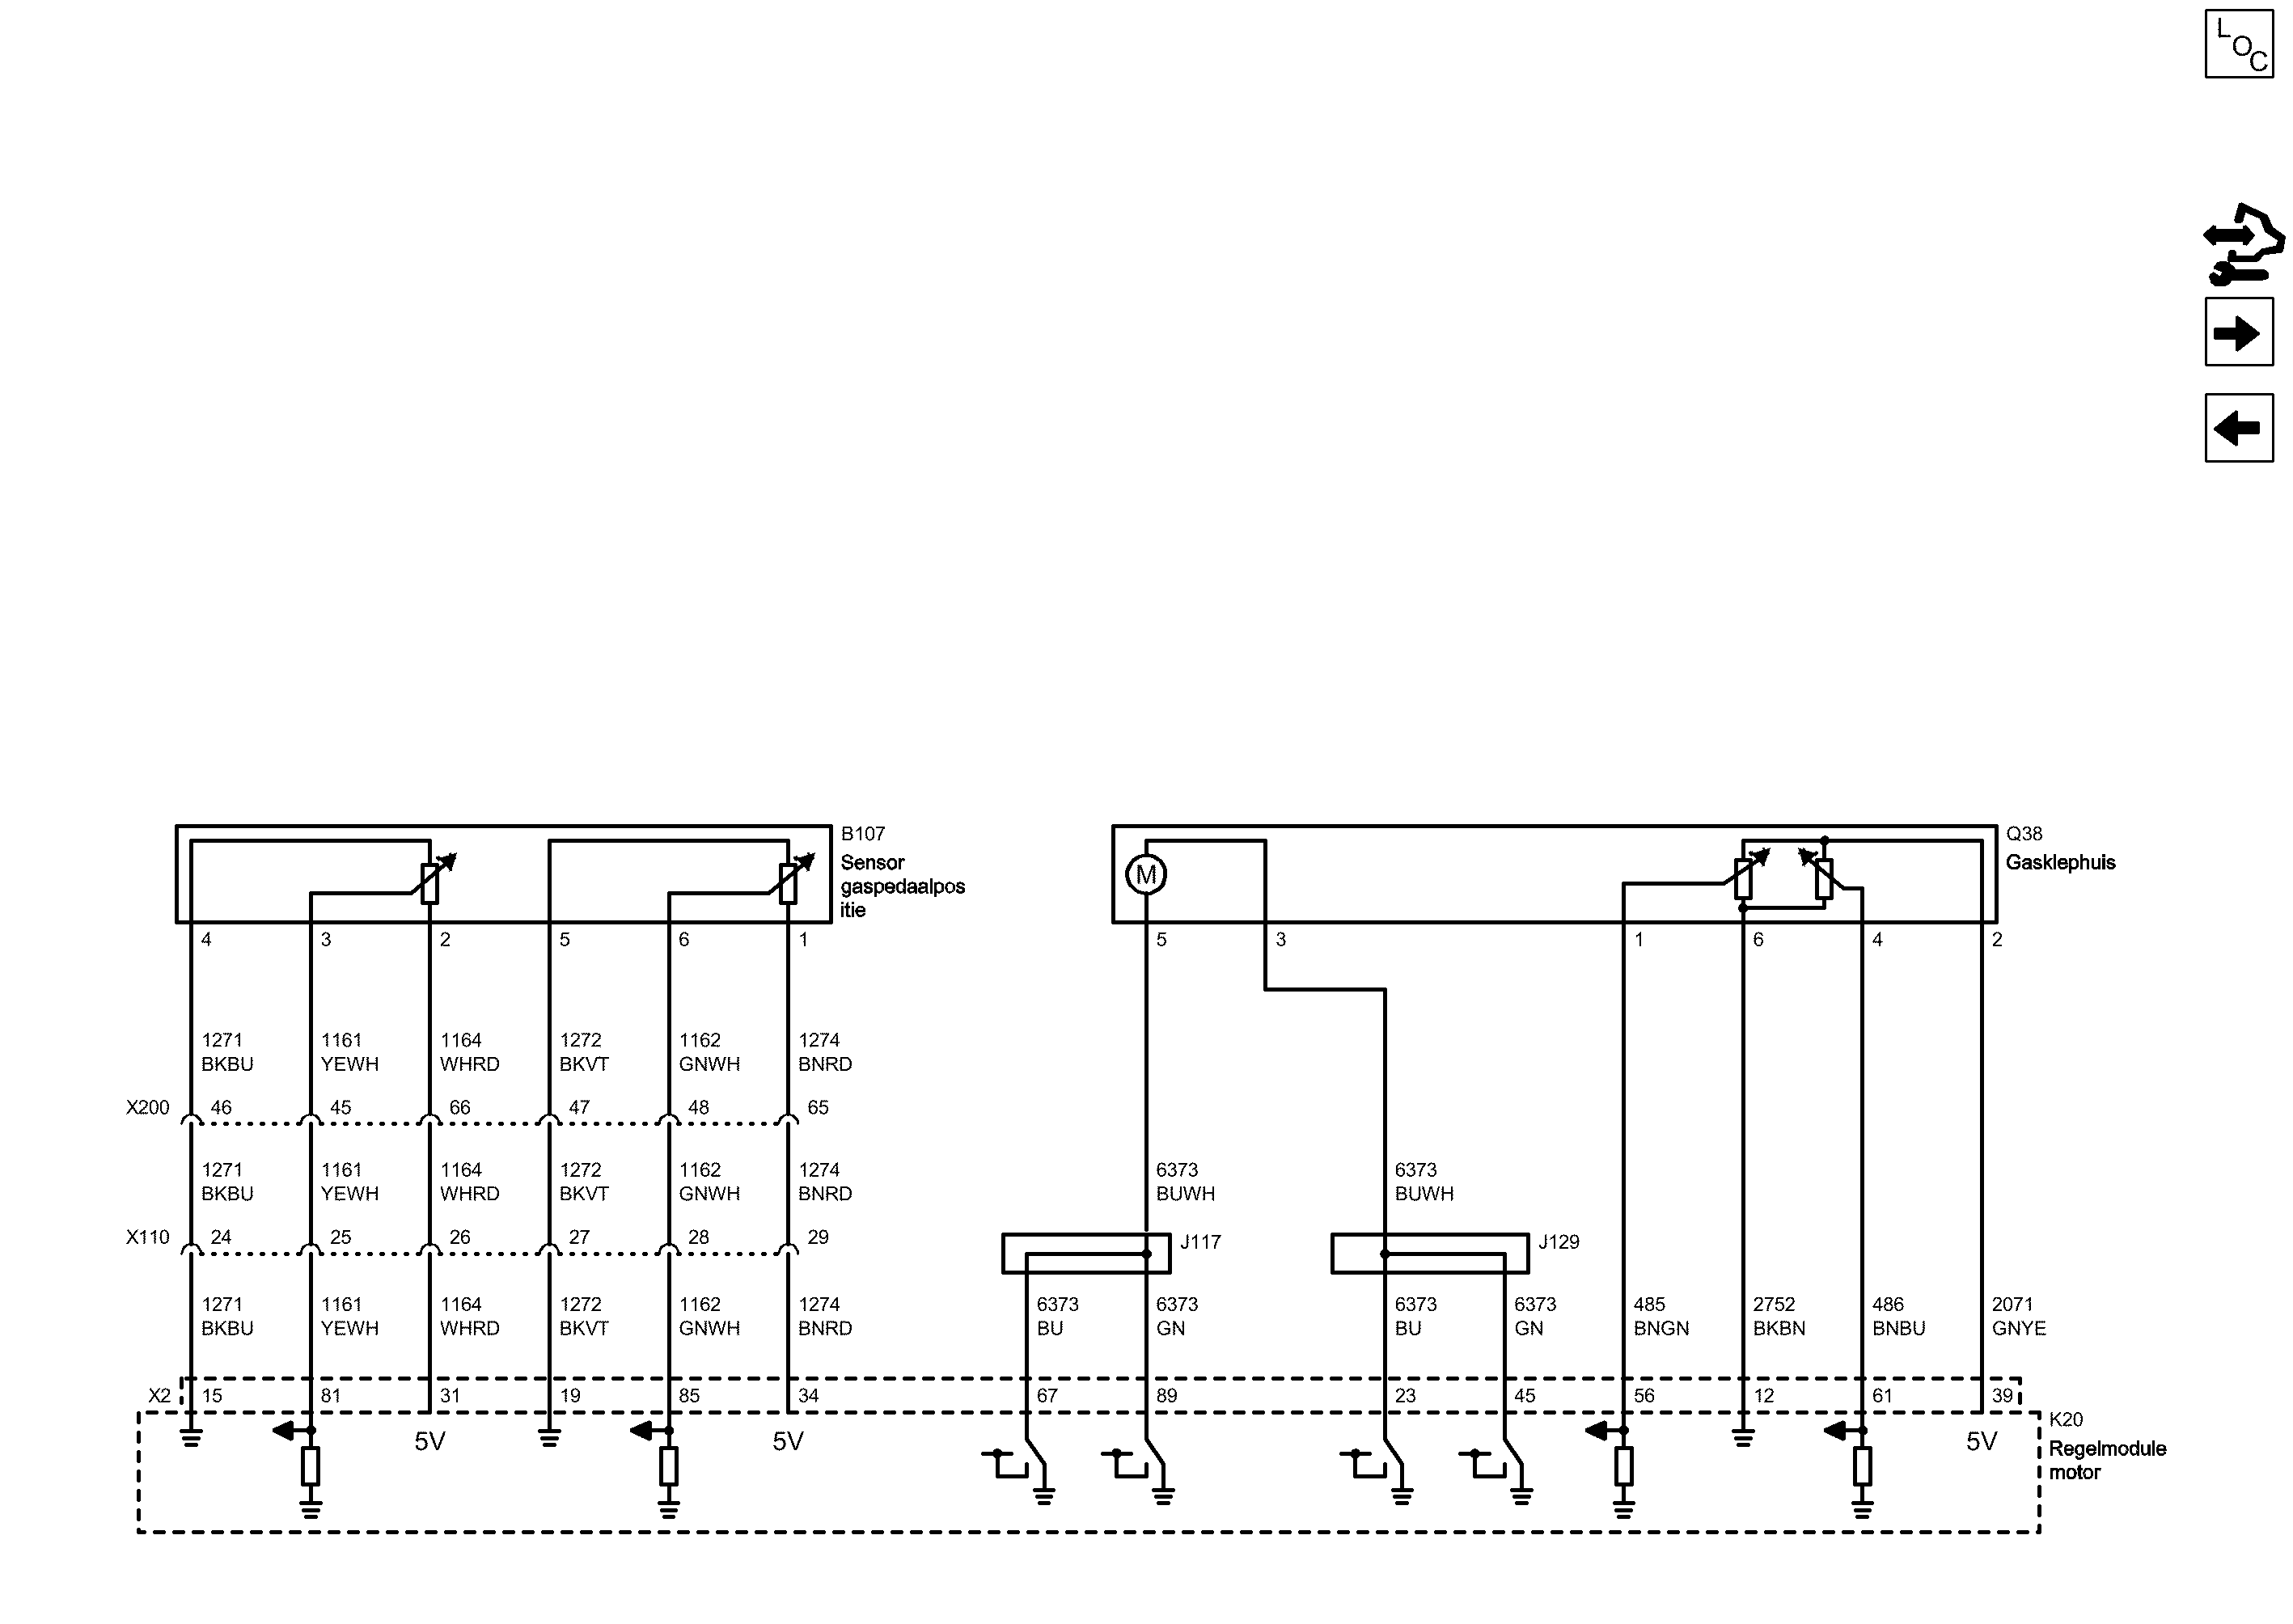 L
O
C
B107
Sensor
gaspedaalpos
itie
Q38
Gasklephuis
M
4 3 2 5 6 1 5 3 1 6 4 2
1271 1161 1164 1272 1162 1274
BKBU YEWH WHRD BKVT GNWH BNRD
X200 46 45 66 47 48 65
1271 1161 1164 1272 1162 1274 6373 6373
BKBU YEWH WHRD BKVT GNWH BNRD BUWH BUWH
X110 24 25 26 27 28 29 J117 J129
1271 1161 1164 1272 1162 1274 6373 6373 6373 6373 485 2752 486 2071
BKBU YEWH WHRD BKVT GNWH BNRD BU GN BU GN BNGN BKBN BNBU GNYE
X2 15 81 31 19 85 34 67 89 23 45 56 12 61 39
5V 5V 5V
K20
Regelmodule
motor